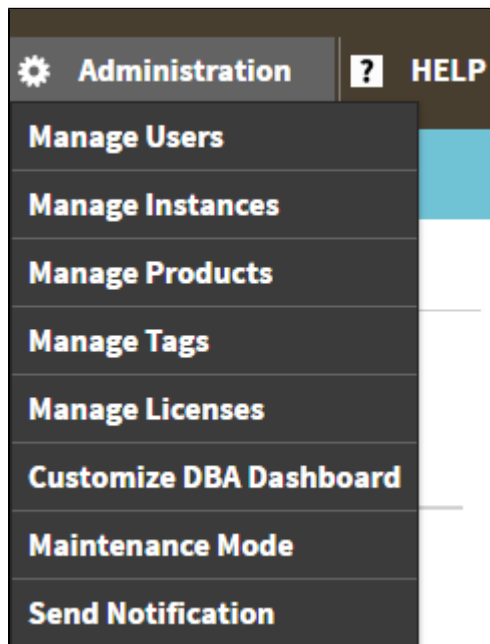 Administration ? HELP
Manage Users
Manage Instances
Manage Products
Manage Tags
Manage Licenses
Customize DBA Dashboard
Maintenance Mode
Send Notification